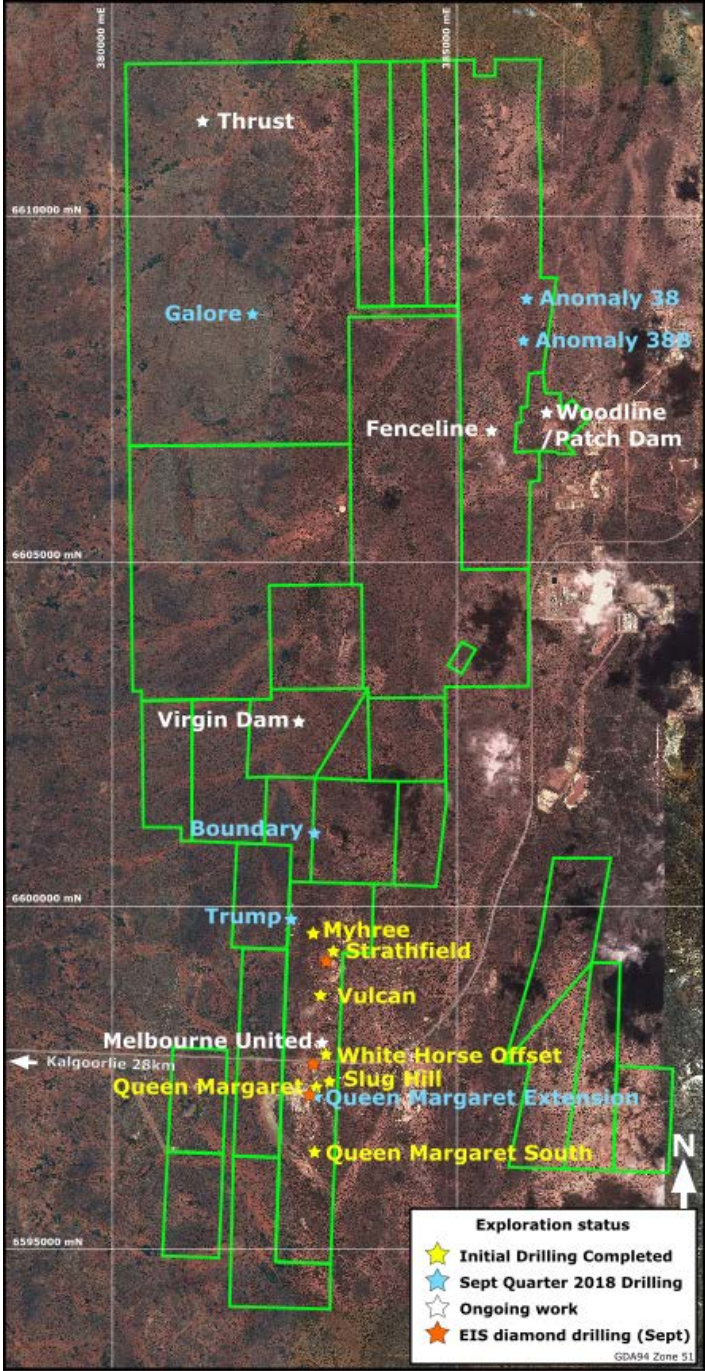 380000 mE
385000 mE
Thrust
6610000 mN
Anomaly 38
Galore
Anomaly 38B
Woodline
/Patch Dam
Fenceline
6605000 mN
Virgin Dam
Boundary
6600000 mN
Trump
Myhree
Strathfield
Vulcan
Melbourne United
White Horse Offset
Kalgoorlie 28km
Slug Hill
Queen Margaret
Queen Margaret Extension
N
Queen Margaret South
6595000 mN
Exploration status
Initial Drilling Completed
Sept Quarter 2018 Drilling
Ongoing work
EIS diamond drilling (Sept)
GDA94 Zone 51